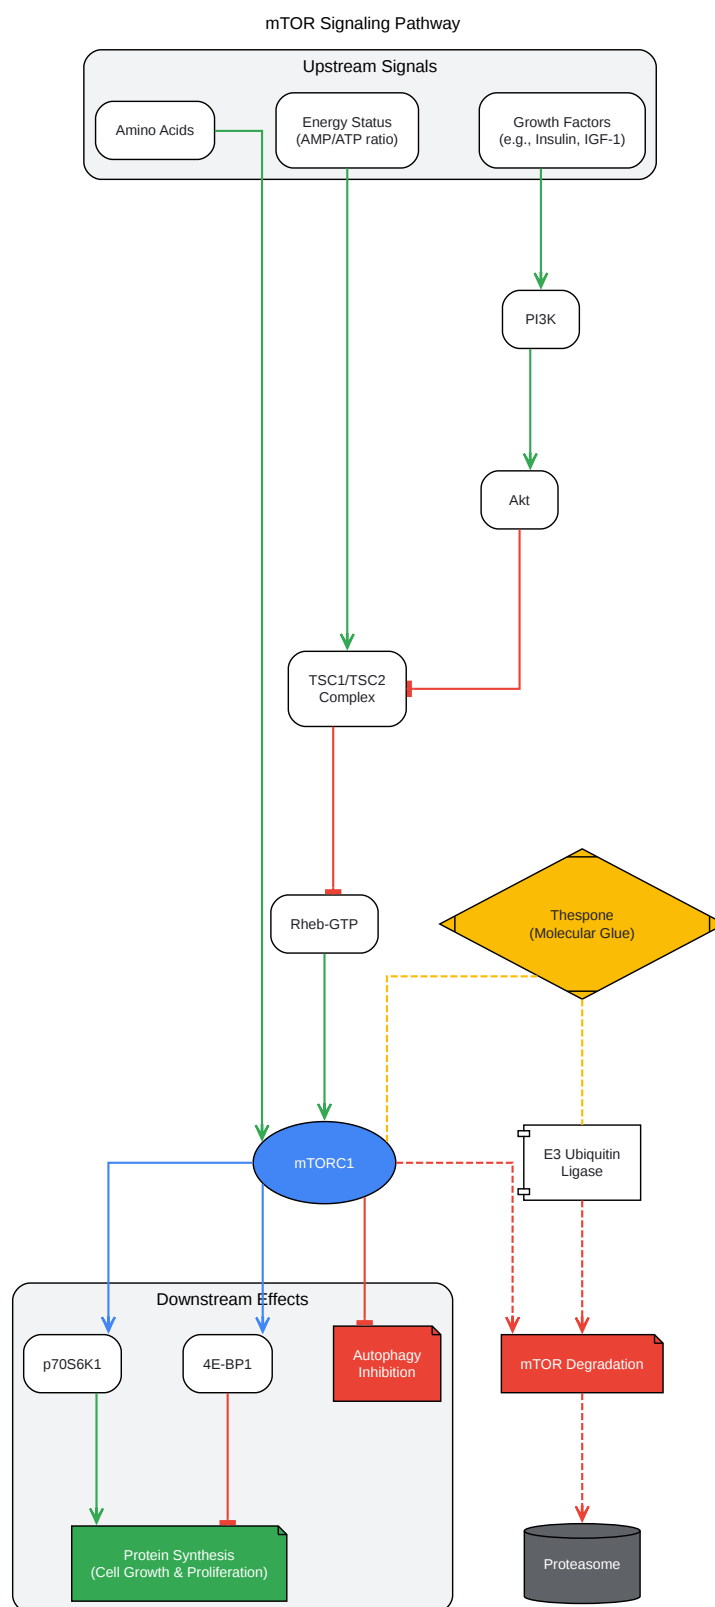 mTOR Signaling Pathway
Upstream Signals
Amino Acids
Energy Status
(AMP/ATP ratio)
Growth Factors
(e.g., Insulin, IGF-1)
PI3K
Akt
TSC1/TSC2
Complex
Rheb-GTP
Thespone
(Molecular Glue)
mTORC1
E3 Ubiquitin
Ligase
Downstream Effects
p70S6K1
4E-BP1
Autophagy
Inhibition
mTOR Degradation
Protein Synthesis
(Cell Growth & Proliferation)
Proteasome